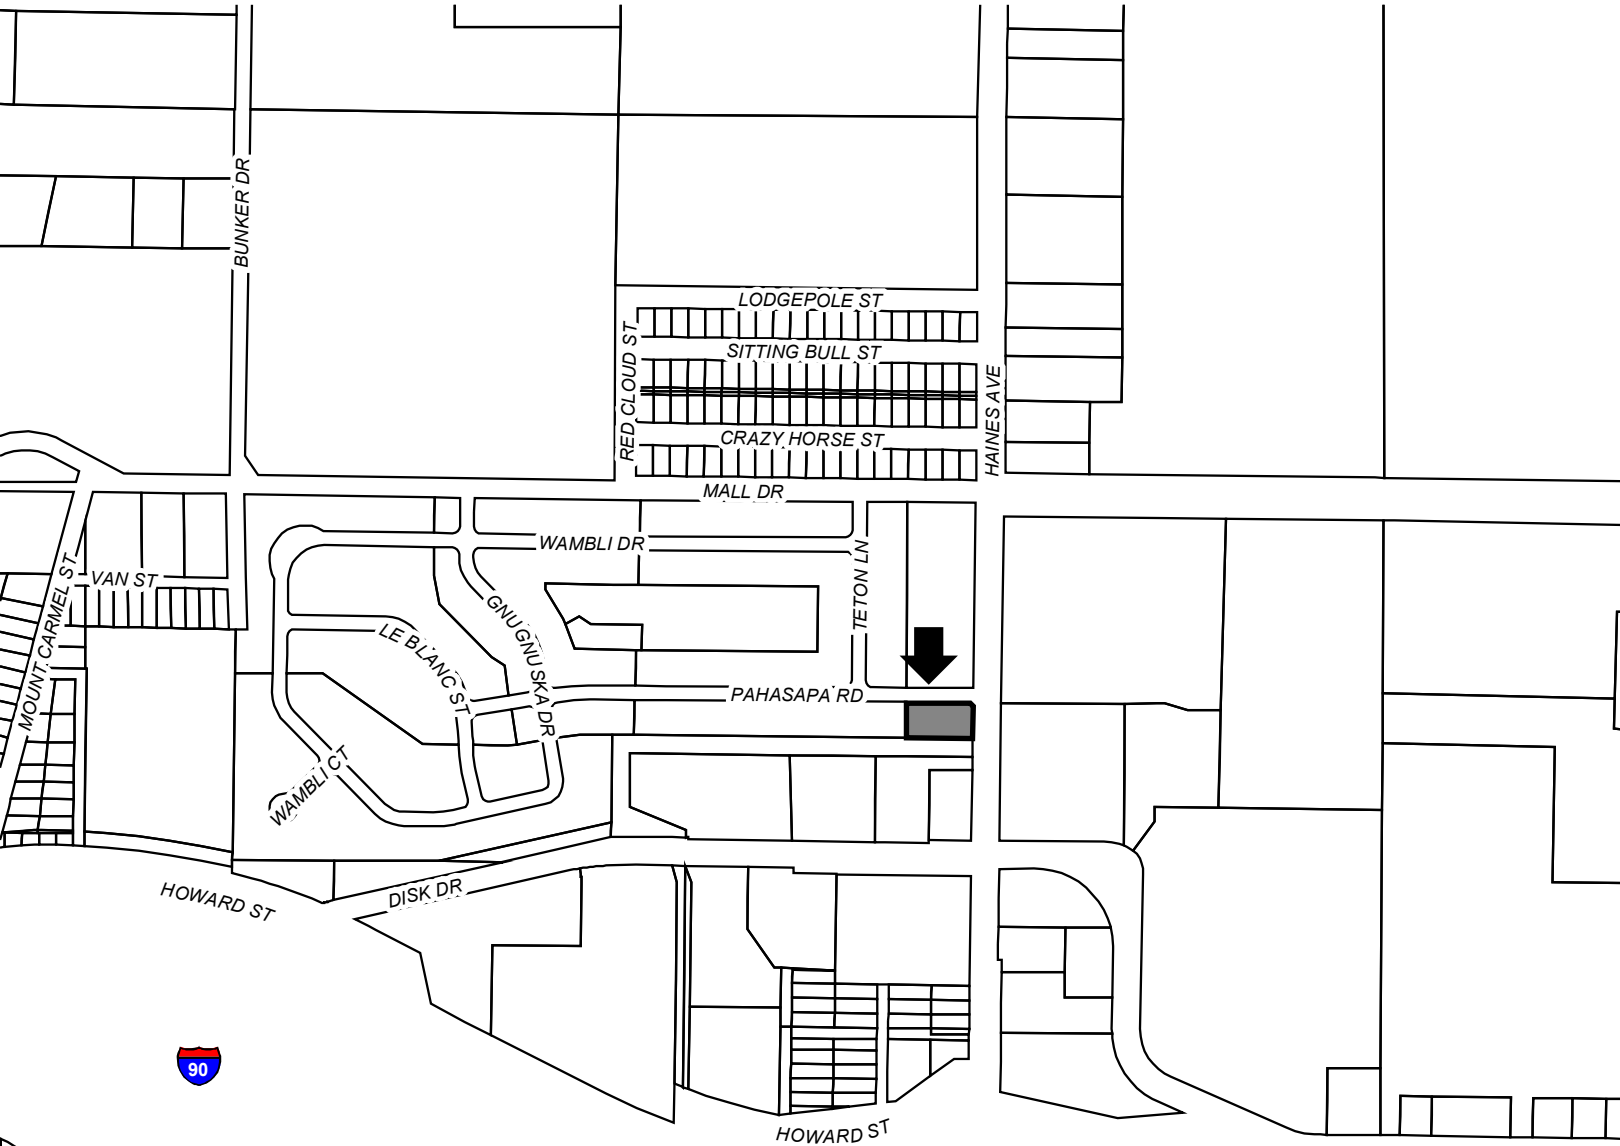 BUNKER DR
LODGEPOLE ST
SITTING BULL ST
RED CLOUD ST
HAINES AVE
CRAZY HORSE ST
MALL DR
WAMBLI DR
TETON LN
VAN ST
MOUNT CARMEL ST
GNUGNUSKA DR
LE BLANC ST
PAHASAPA RD
WAMBLI CT
DISK DR
HOWARD ST
90
HOWARD ST